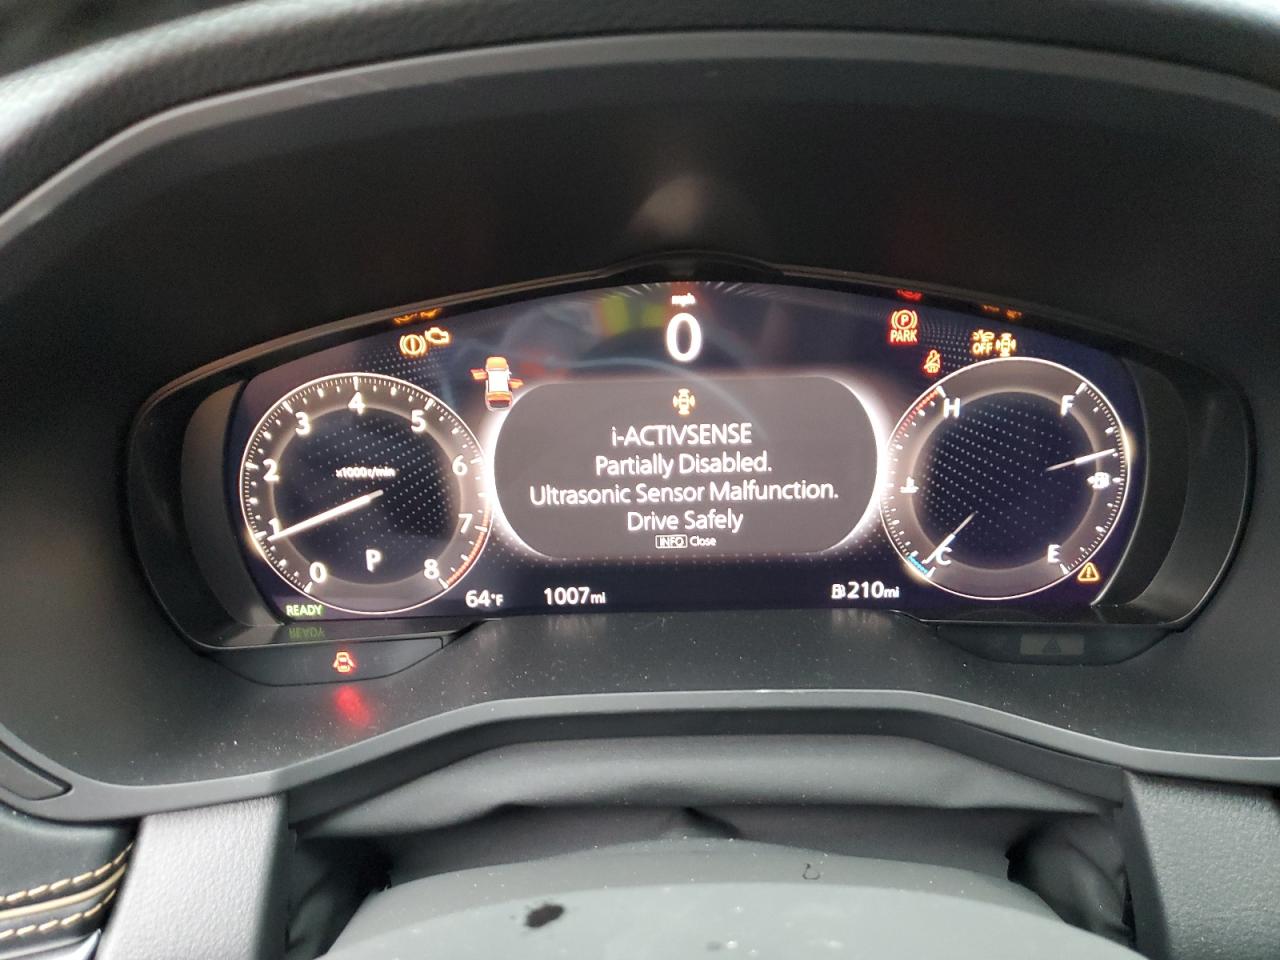 mph
0
PARK
OFF
4
3
5
2
6
x1000r/min
1
7
P
0
8
READY
i-ACTIVSENSE
Partially Disabled.
Ultrasonic Sensor Malfunction.
Drive Safely
INFO Close
H
F
C
E
64°F
1007mi
210mi